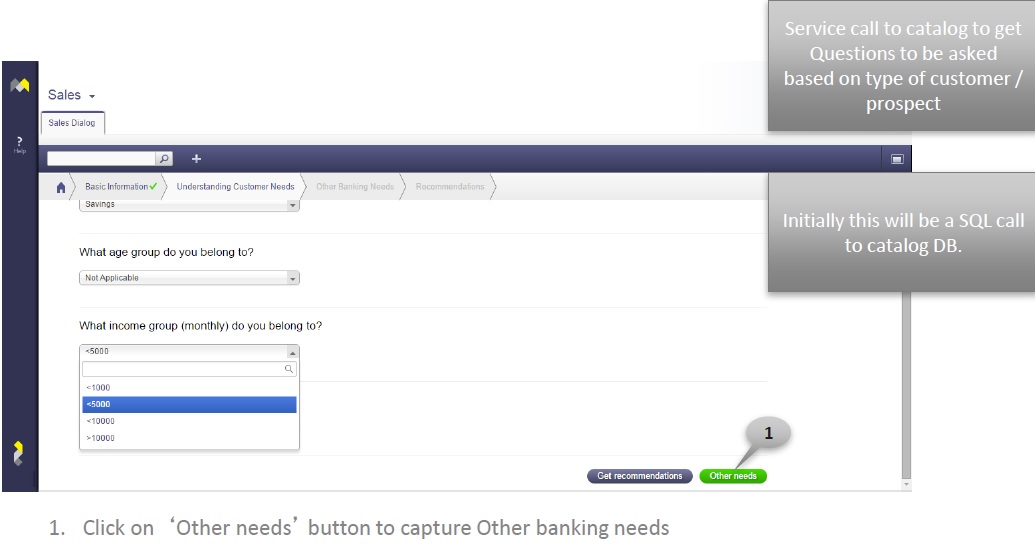 Service call to catalog to get
Questions to be asked
based on type of customer /
prospect
Sales
Sales Dialog
?
Help
+
Basic Information
Understanding Customer Needs
Other Banking Needs
Recommendations
Savings
Initially this will be a SQL call
to catalog DB.
What age group do you belong to?
Not Applicable
What income group (monthly) do you belong to?
<5000
<1000
<5000
<10000
>10000
1
Get recommendations
Other needs
1. Click on ‘Other needs’ button to capture Other banking needs